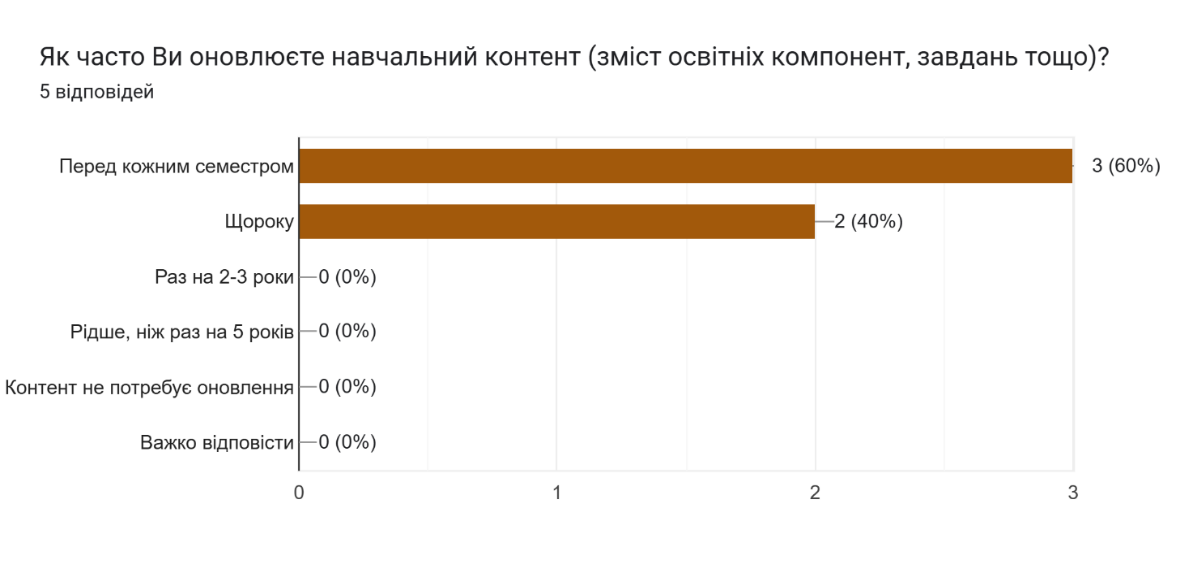 Як часто Ви оновлюєте навчальний контент (зміст освітніх компонент, завдань тощо)?
5 відповідей
Перед кожним семестром 3 (60%)
Щороку 2 (40%)
Раз на 2-3 роки 0 (0%)
Рідше, ніж раз на 5 років 0 (0%)
Контент не потребує оновлення 0 (0%)
Важко відповісти 0 (0%)
0 1 2 3